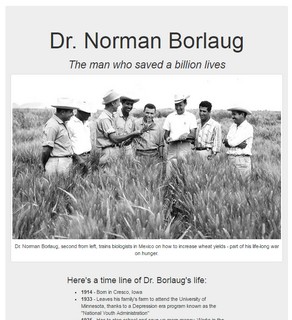 Dr. Norman Borlaug
The man who saved a billion lives
Dr. Norman Borlaug, second from left, trains biologists in Mexico on how to increase wheat yields - part of his life-long war
on hunger.
Here's a time line of Dr. Borlaug's life:
• 1914 - Born in Cresco, Iowa
• 1933 - Leaves his family's farm to attend the University of
Minnesota, thanks to a Depression era program known as the
"National Youth Administration"